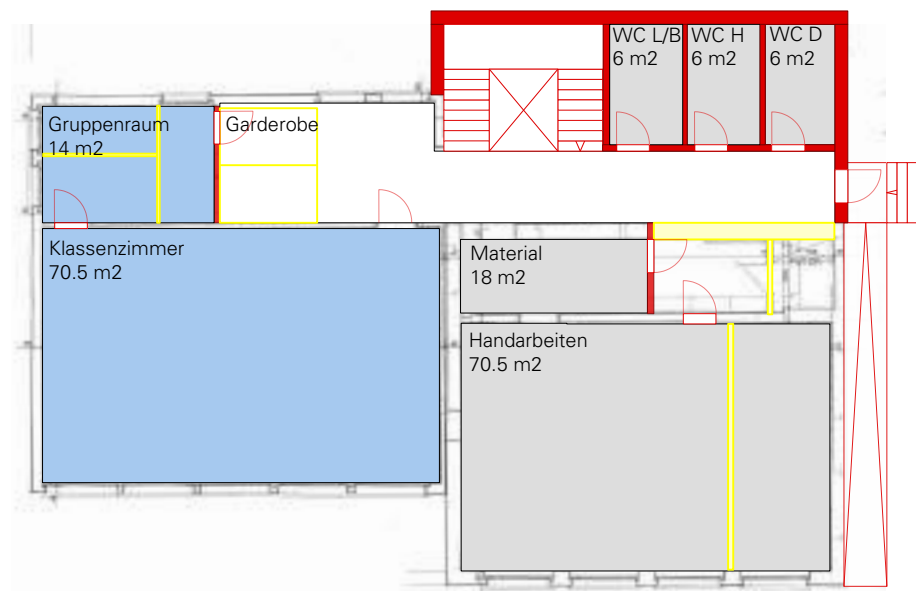 WC L/B
6 m2
WC H
6 m2
WC D
6 m2
Gruppenraum
14 m2
Garderobe
Klassenzimmer
70.5 m2
Material
18 m2
Handarbeiten
70.5 m2